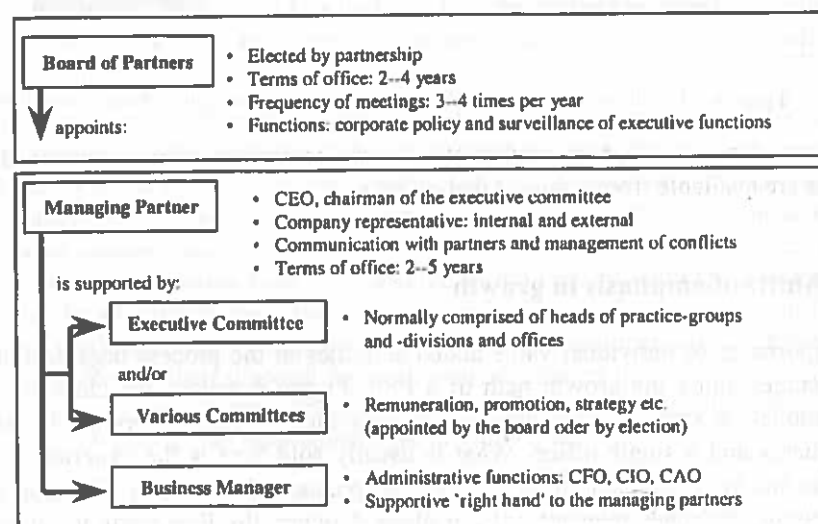 Board of Partners
• Elected by partnership
• Terms of office: 2--4 years
• Frequency of meetings: 3--4 times per year
appoints:
• Functions: corporate policy and surveillance of executive functions
Managing Partner
• CEO, chairman of the executive committee
• Company representative: internal and external
• Communication with partners and management of conflicts
• Terms of office: 2--5 years
is supported by:
Executive Committee
• Normally comprised of heads of practice-groups
and -divisions and offices
and/or
Various Committees
Remuneration, promotion, strategy etc.
(appointed by the board oder by election)
Business Manager
Administrative functions: CFO, CIO, CAO
Supportive 'right hand' to the managing partners